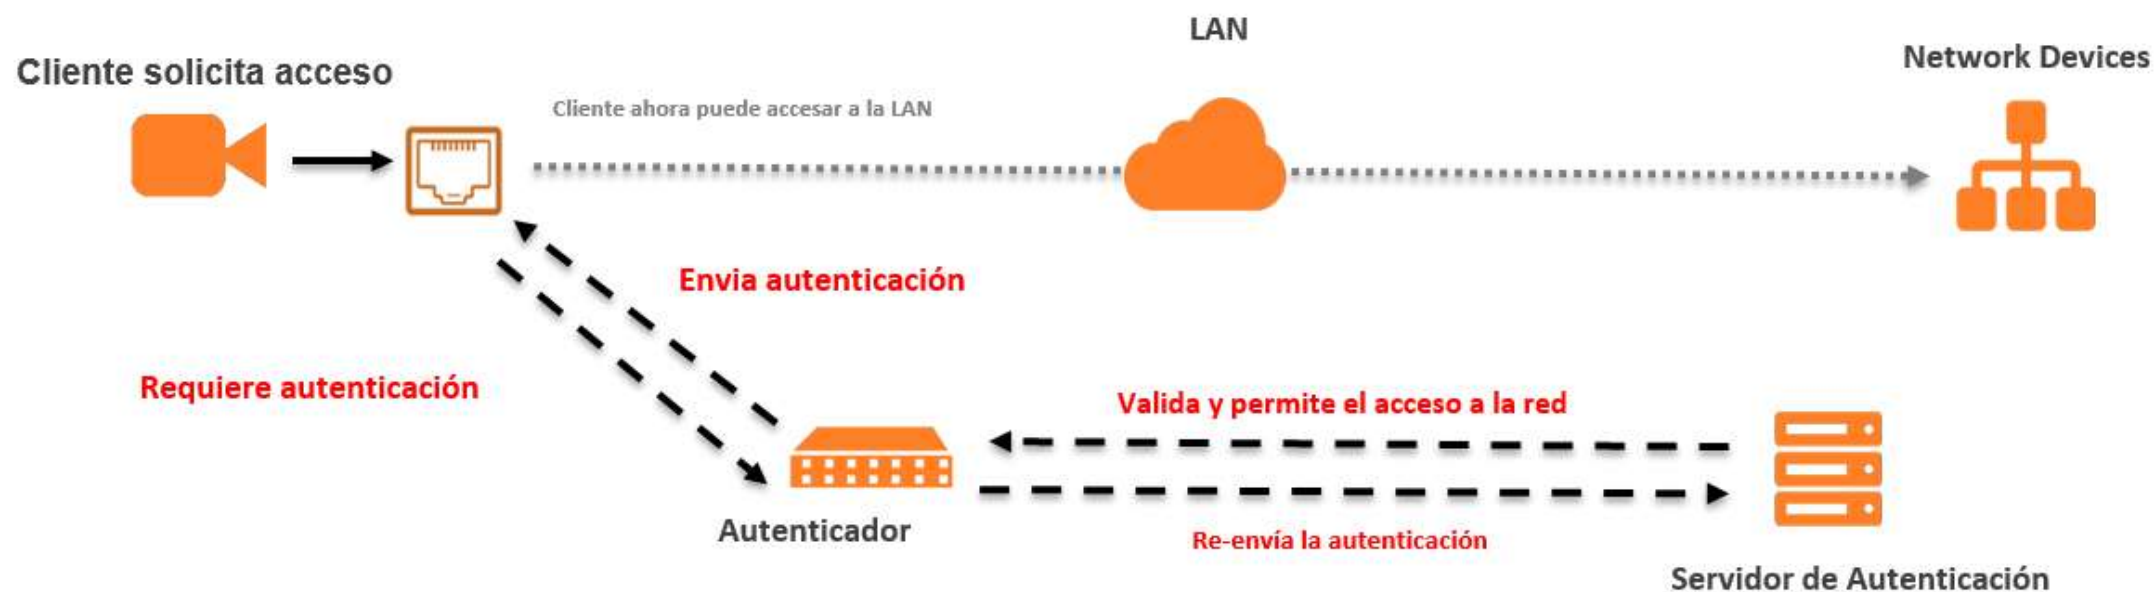 LAN
Network Devices
Cliente solicita acceso
Cliente ahora puede accesar a la LAN
Envia autenticación
Requiere autenticación
Valida y permite el acceso a la red
Autenticador
Re-envía la autenticación
Servidor de Autenticación